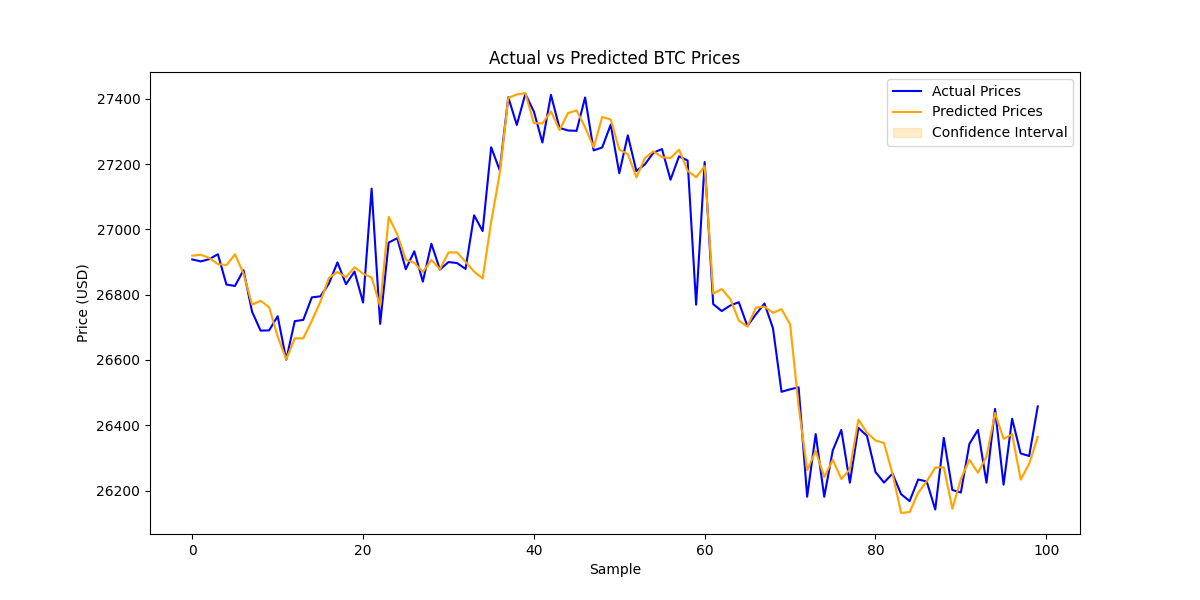 Actual vs Predicted BTC Prices
Price (USD)
27400
27200
27000
26800
26600
26400
26200
Actual Prices
Predicted Prices
Confidence Interval
0 20 40 60 80 100
Sample